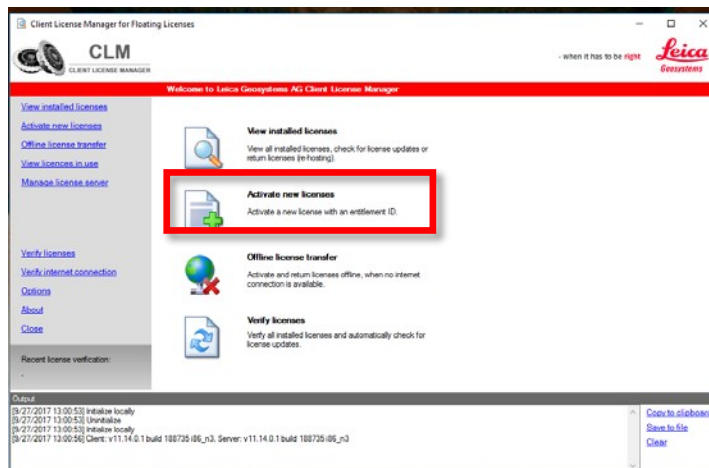 Client License Manager for Floating Licenses
CLM
CLIENT LICENSE MANAGER
- when it has to be right
Leica
Geosystems
Welcome to Leica Geosystems AG Client License Manager
View installed licenses
Activate new licenses
Offline license transfer
View licences in use
Manage license server
Verify licenses
Verify internet connection
Options
About
Close
Recent license verification:
-
View installed licenses
View all installed licenses, check for license updates or
return licenses (re-hosting).
Activate new licenses
Activate a new license with an entitlement ID.
Offline license transfer
Activate and return licenses offline, when no internet
connection is available.
Verify licenses
Verify all installed licenses and automatically check for
license updates.
Output
[9/27/2017 13:00:53] Initialize locally
[9/27/2017 13:00:53] Uninitialize
[9/27/2017 13:00:53] Initialize locally
[9/27/2017 13:00:56] Client: v11.14.0.1 build 188735 i86_n3, Server: v11.14.0.1 build 188735 i86_n3
Copy to clipboard
Save to file
Clear